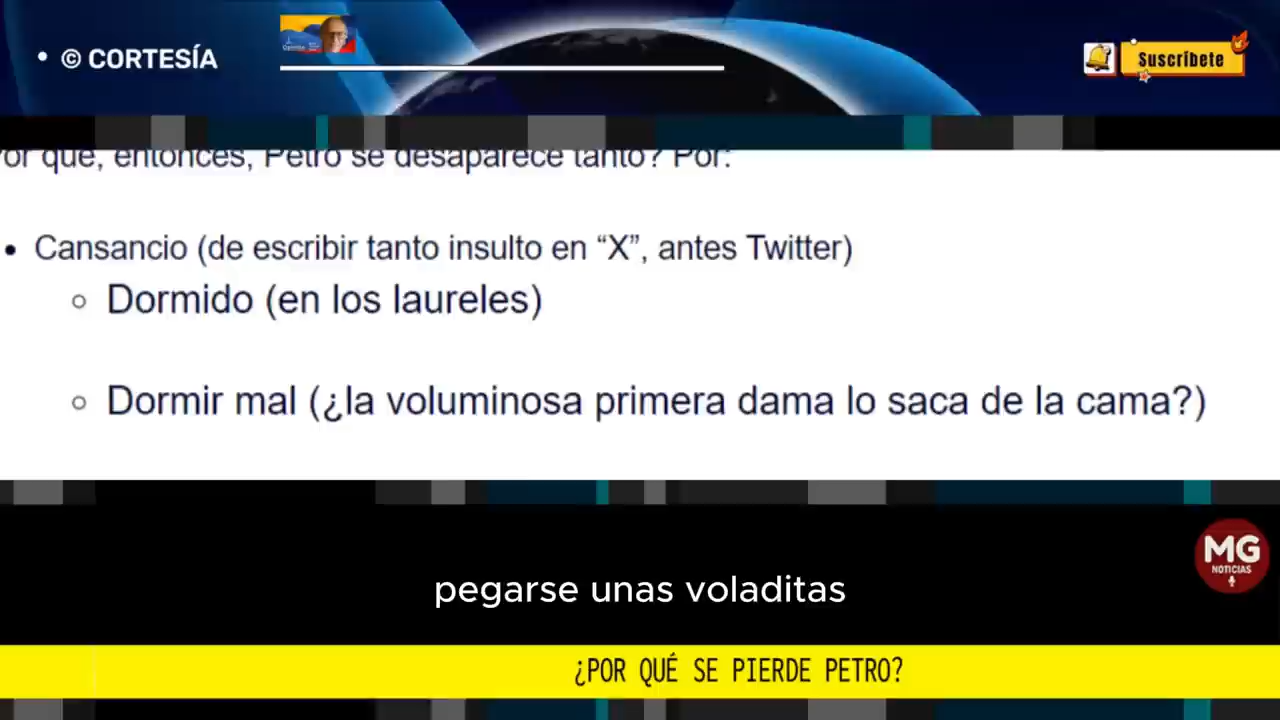 • © CORTESÍA
Suscríbete
or qué, entonces, Petro se desaparece tanto? Por:
• Cansancio (de escribir tanto insulto en “X”, antes Twitter)
○ Dormido (en los laureles)
○ Dormir mal (¿la voluminosa primera dama lo saca de la cama?)
MG
NOTICIAS
pegarse unas voladitas
¿POR QUÉ SE PIERDE PETRO?